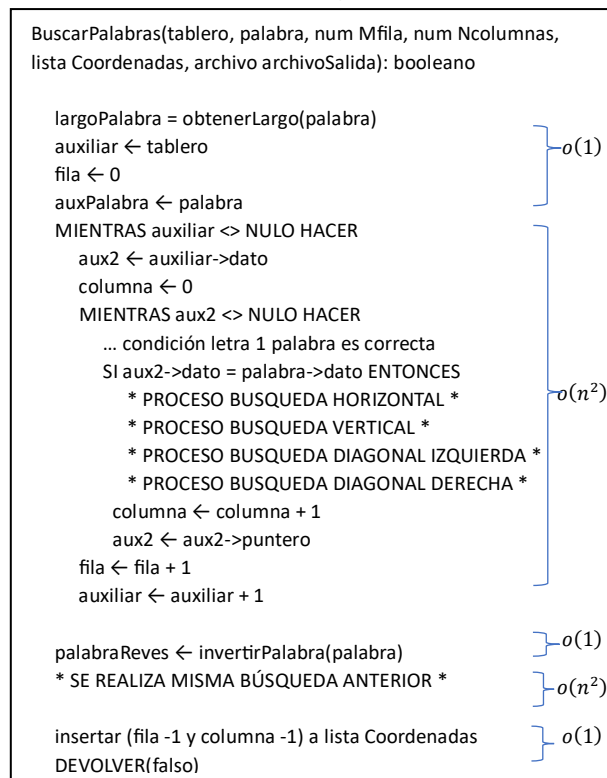 BuscarPalabras(tablero, palabra, num Mfila, num Ncolumnas,
lista Coordenadas, archivo archivoSalida): booleano
largoPalabra = obtenerLargo(palabra)
auxiliar ← tablero
fila ← 0
auxPalabra ← palabra
o(1)
MIENTRAS auxiliar <> NULO HACER
aux2 ← auxiliar->dato
columna ← 0
MIENTRAS aux2 <> NULO HACER
... condición letra 1 palabra es correcta
SI aux2->dato = palabra->dato ENTONCES
* PROCESO BUSQUEDA HORIZONTAL *
* PROCESO BUSQUEDA VERTICAL *
* PROCESO BUSQUEDA DIAGONAL IZQUIERDA *
* PROCESO BUSQUEDA DIAGONAL DERECHA *
columna ← columna + 1
aux2 ← aux2->puntero
fila ← fila + 1
auxiliar ← auxiliar + 1
o(n²)
palabraReves ← invertirPalabra(palabra)
o(1)
* SE REALIZA MISMA BÚSQUEDA ANTERIOR *
o(n²)
insertar (fila -1 y columna -1) a lista Coordenadas
DEVOLVER(falso)
o(1)